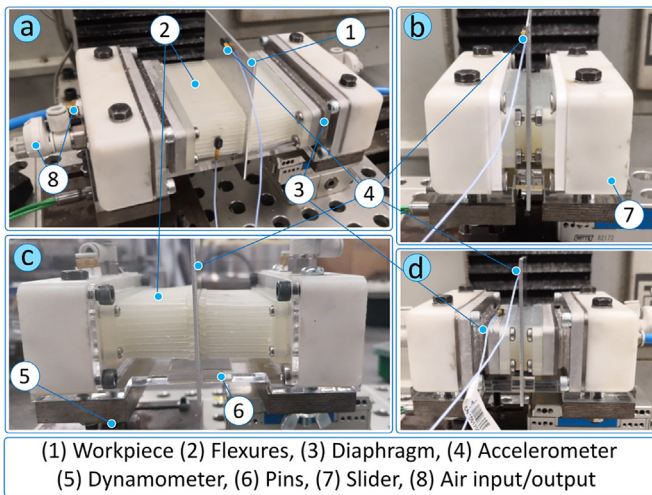 a
2
1
b
8
3
4
7
c
d
5
6
(1) Workpiece (2) Flexures, (3) Diaphragm, (4) Accelerometer
(5) Dynamometer, (6) Pins, (7) Slider, (8) Air input/output